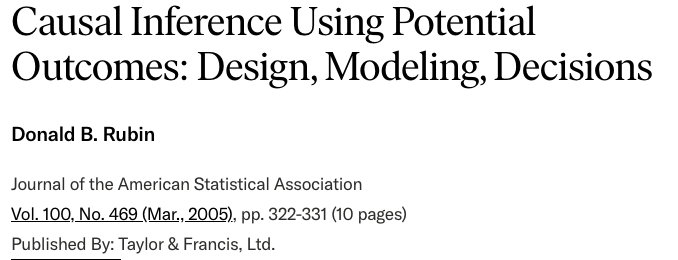 Causal Inference Using Potential
Outcomes: Design, Modeling, Decisions
Donald B. Rubin
Journal of the American Statistical Association
Vol. 100, No. 469 (Mar., 2005), pp. 322-331 (10 pages)
Published By: Taylor & Francis, Ltd.